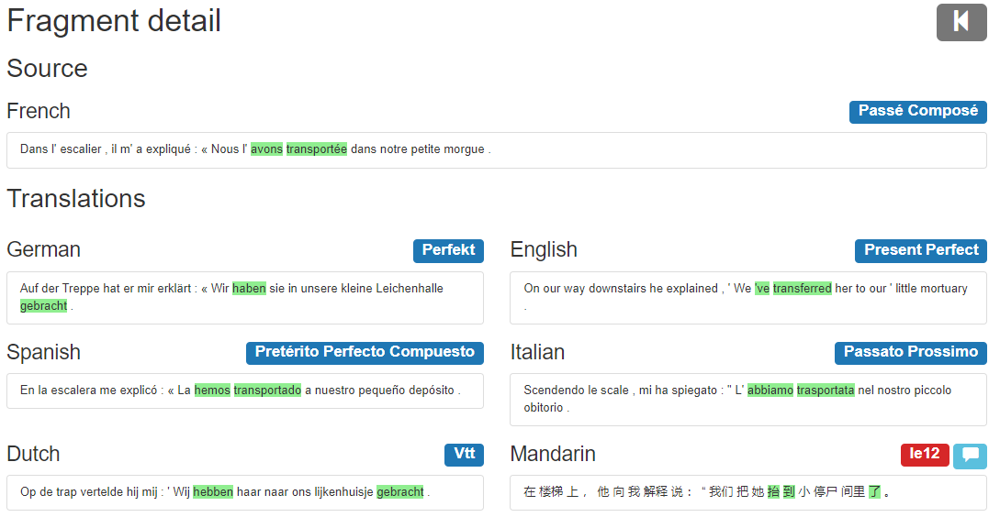 Fragment detail
Source
French
Passé Composé
Dans l' escalier , il m' a expliqué : « Nous l' avons transportée dans notre petite morgue .
Translations
German
Perfekt
Auf der Treppe hat er mir erklärt : « Wir haben sie in unsere kleine Leichenhalle
gebracht .
English
Present Perfect
On our way downstairs he explained , ' We 've transferred her to our ' little mortuary
.
Spanish
Pretérito Perfecto Compuesto
En la escalera me explicó : « La hemos transportado a nuestro pequeño depósito .
Italian
Passato Prossimo
Scendendo le scale , mi ha spiegato : " L' abbiamo trasportata nel nostro piccolo
obitorio .
Dutch
Vtt
Op de trap vertelde hij mij : ' Wij hebben haar naar ons lijkenhuisje gebracht .
Mandarin
le12
在 楼梯 上 ， 他 向 我 解释 说 ： “ 我们 把 她 抬 到 小 停尸 间里 了 。